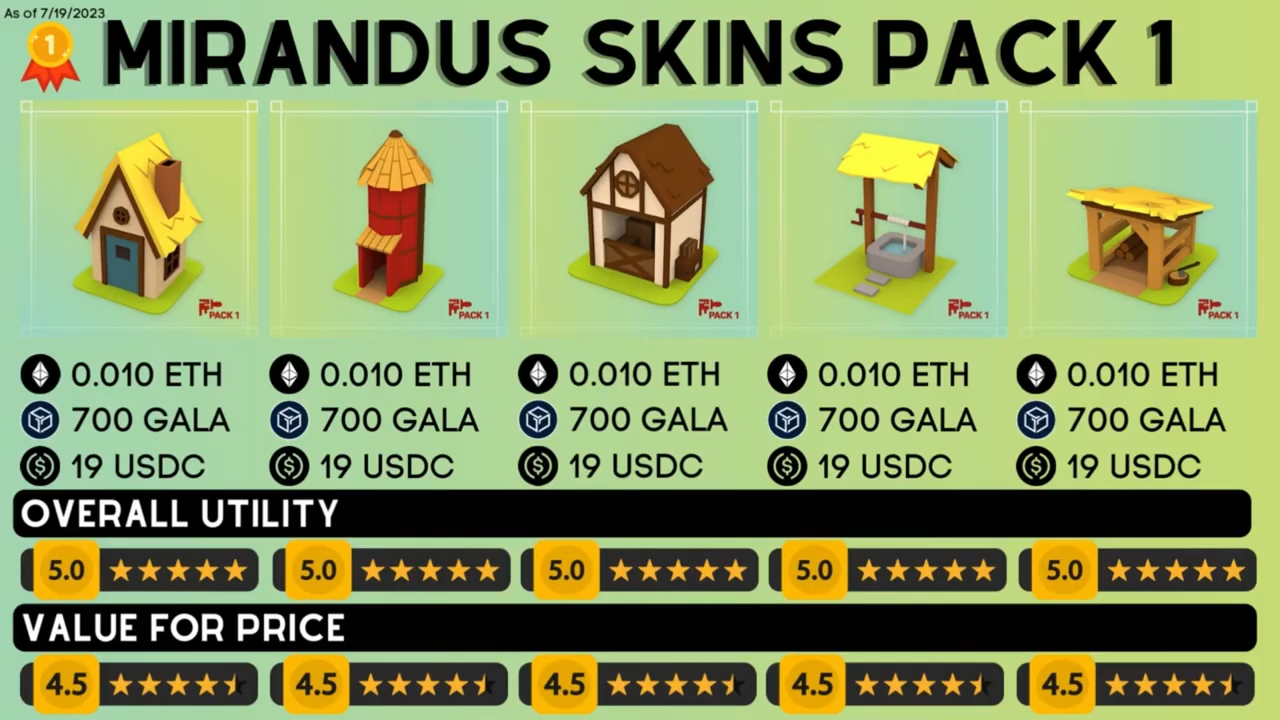 As of 7/19/2023
1 MIRANDUS SKINS PACK 1
PACK 1 PACK 1 PACK 1 PACK 1 PACK 1
0.010 ETH 0.010 ETH 0.010 ETH 0.010 ETH 0.010 ETH
700 GALA 700 GALA 700 GALA 700 GALA 700 GALA
19 USDC 19 USDC 19 USDC 19 USDC 19 USDC
OVERALL UTILITY
5.0 5.0 5.0 5.0 5.0
VALUE FOR PRICE
4.5 4.5 4.5 4.5 4.5